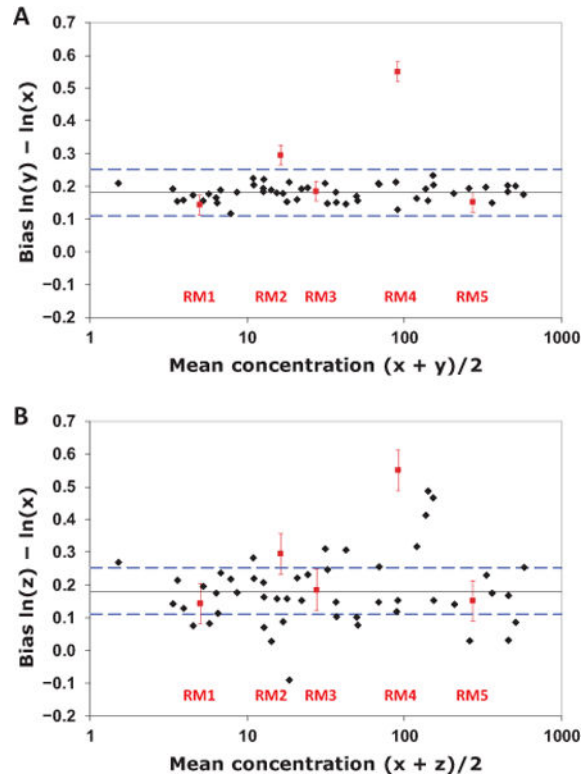 A
0.7
0.6
0.5
0.4
0.3
0.2
0.1
0.0
−0.1
−0.2
Bias ln(y) − ln(x)
RM1 RM2 RM3 RM4 RM5
1 10 100 1000
Mean concentration (x + y)/2
B
0.7
0.6
0.5
0.4
0.3
0.2
0.1
0.0
−0.1
−0.2
Bias ln(z) − ln(x)
RM1 RM2 RM3 RM4 RM5
1 10 100 1000
Mean concentration (x + z)/2